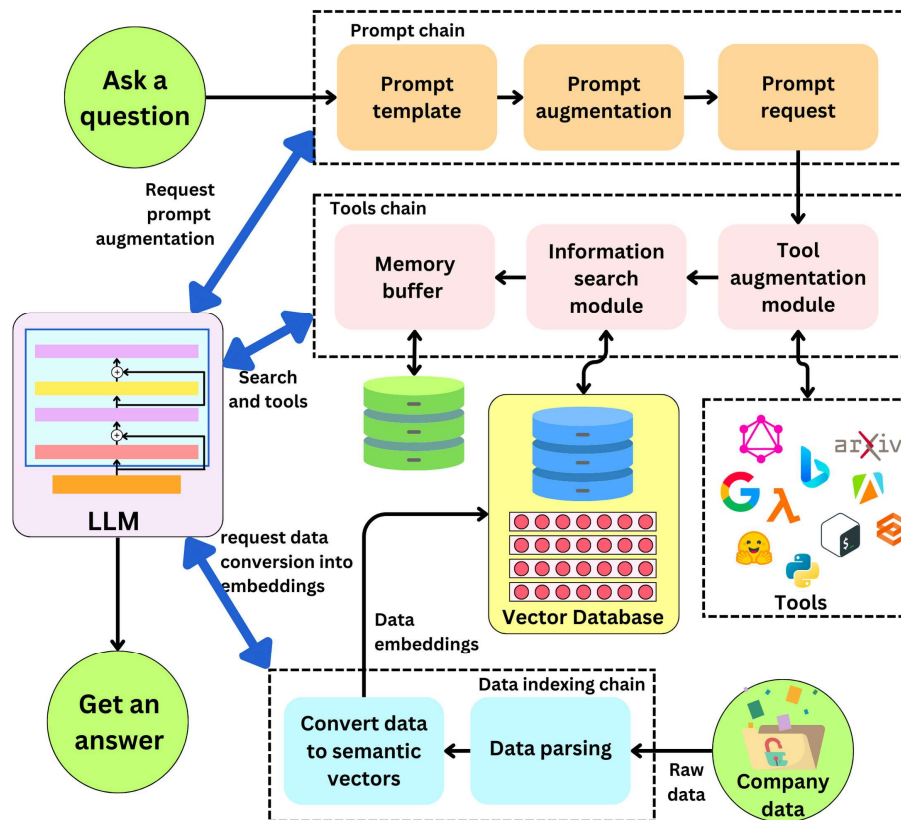 Prompt chain
Ask a
question
Prompt
template
Prompt
augmentation
Prompt
request
Request
prompt
augmentation
Tools chain
Memory
buffer
Information
search
module
Tool
augmentation
module
Search
and tools
LLM
arXiv
$_
Tools
Vector Database
request data
conversion into
embeddings
Data
embeddings
Get an
answer
Data indexing chain
Convert data
to semantic
vectors
Data parsing
Raw
data
Company
data